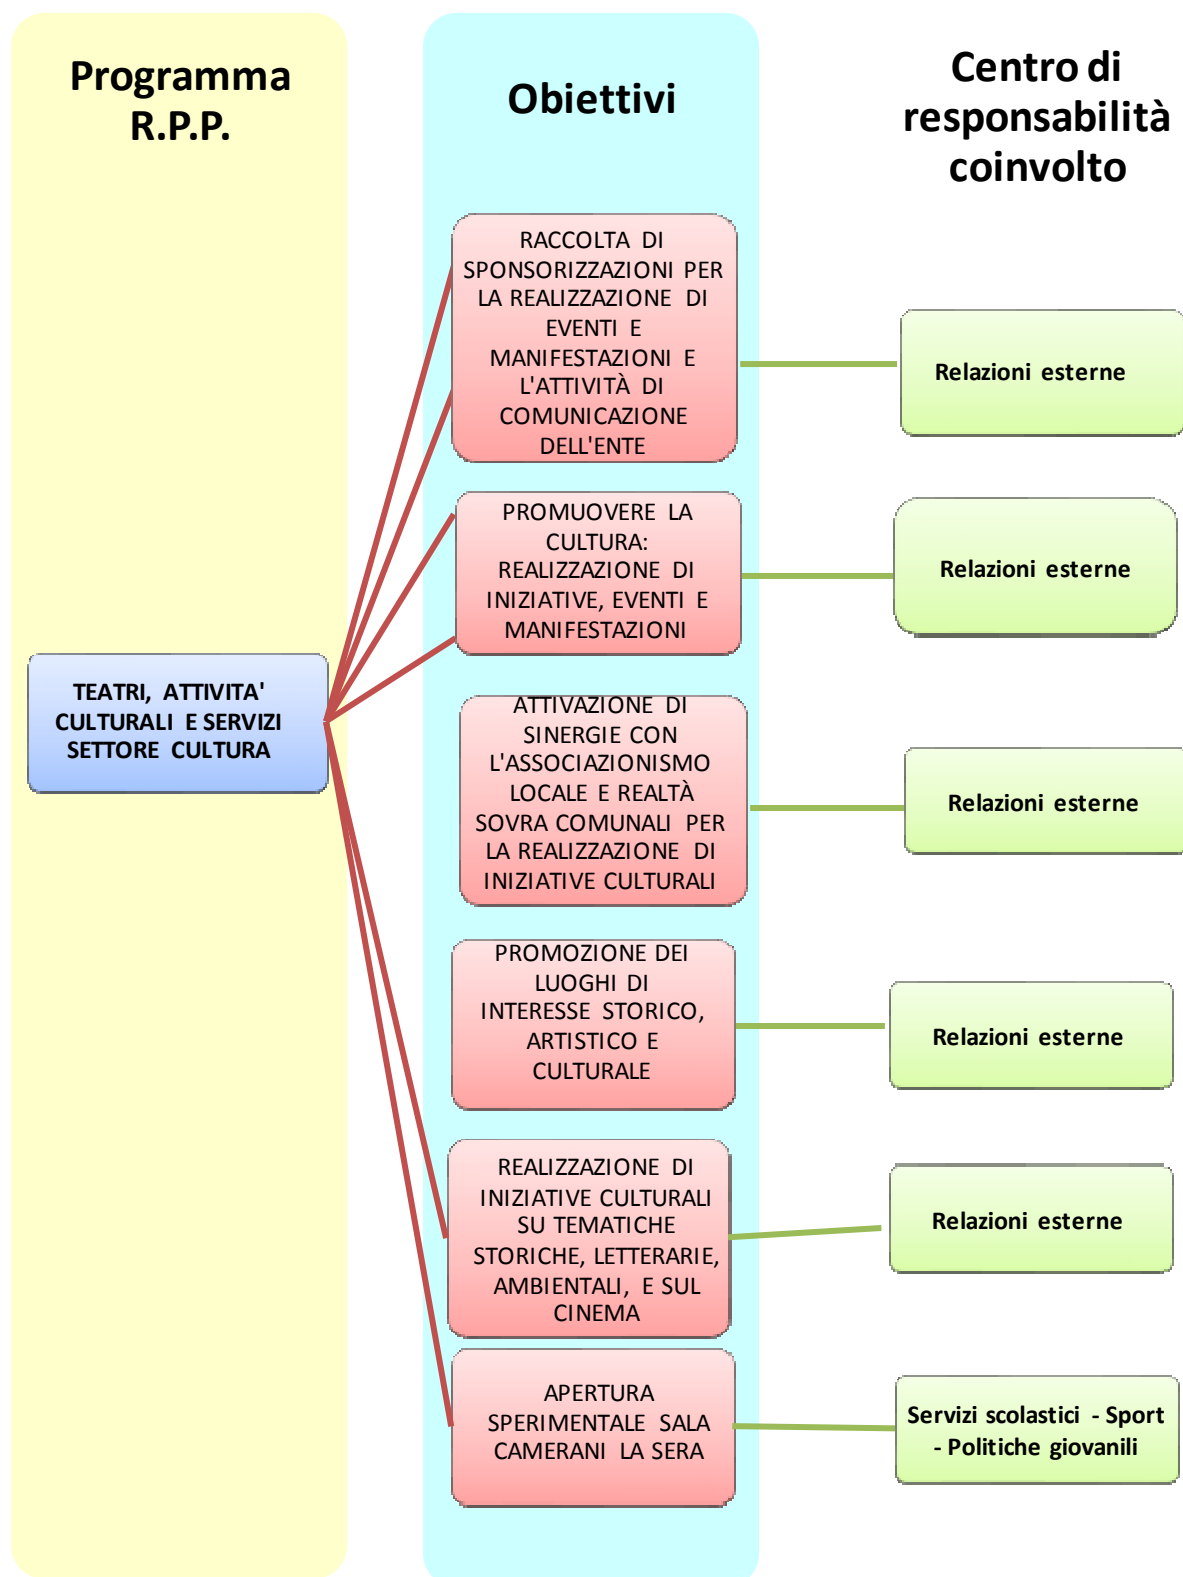 Programma
R.P.P.
Obiettivi
Centro di
responsabilità
coinvolto
TEATRI, ATTIVITA'
CULTURALI E SERVIZI
SETTORE CULTURA
RACCOLTA DI
SPONSORIZZAZIONI PER
LA REALIZZAZIONE DI
EVENTI E
MANIFESTAZIONI E
L'ATTIVITÀ DI
COMUNICAZIONE
DELL'ENTE
Relazioni esterne
PROMUOVERE LA
CULTURA:
REALIZZAZIONE DI
INIZIATIVE, EVENTI E
MANIFESTAZIONI
Relazioni esterne
ATTIVAZIONE DI
SINERGIE CON
L'ASSOCIAZIONISMO
LOCALE E REALTÀ
SOVRA COMUNALI PER
LA REALIZZAZIONE DI
INIZIATIVE CULTURALI
Relazioni esterne
PROMOZIONE DEI
LUOGHI DI
INTERESSE STORICO,
ARTISTICO E
CULTURALE
Relazioni esterne
REALIZZAZIONE DI
INIZIATIVE CULTURALI
SU TEMATICHE
STORICHE, LETTERARIE,
AMBIENTALI, E SUL
CINEMA
Relazioni esterne
APERTURA
SPERIMENTALE SALA
CAMERANI LA SERA
Servizi scolastici - Sport
- Politiche giovanili